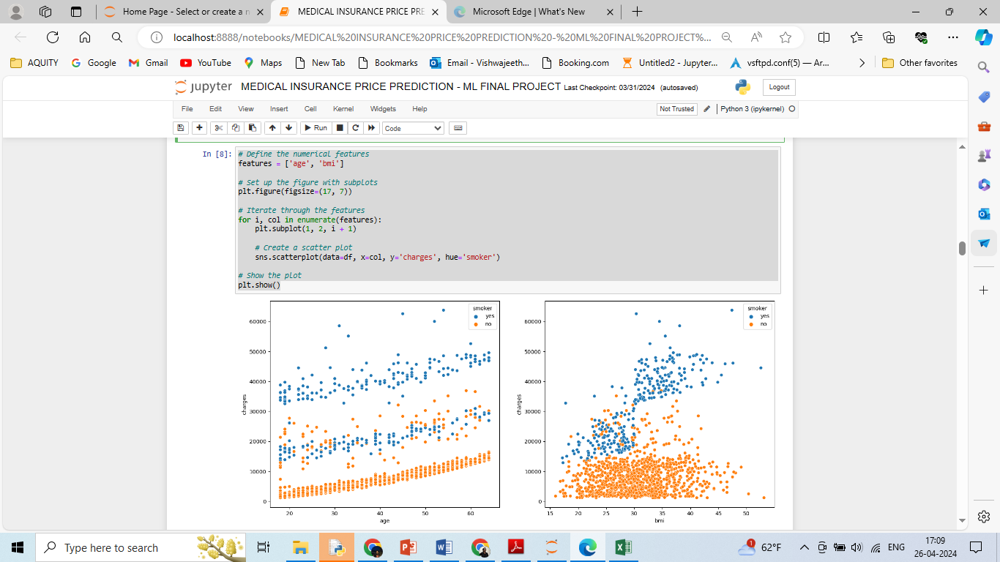 Home Page - Select or create a n
MEDICAL INSURANCE PRICE PRE
Microsoft Edge | What's New
localhost:8888/notebooks/MEDICAL%20INSURANCE%20PRICE%20PREDICTION%20-%20ML%20FINAL%20PROJECT%...
AQUITY
Google
Gmail
YouTube
Maps
New Tab
Bookmarks
Email - Vishwajeeth...
Booking.com
Untitled2 - Jupyter...
vsftpd.conf(5) — Ar...
Other favorites
jupyter MEDICAL INSURANCE PRICE PREDICTION - ML FINAL PROJECT Last Checkpoint: 03/31/2024 (autosaved)
Logout
File Edit View Insert Cell Kernel Widgets Help
Not Trusted
Python 3 (ipykernel)
Run
Code
In [8]:
# Define the numerical features
features = ['age', 'bmi']
# Set up the figure with subplots
plt.figure(figsize=(17, 7))
# Iterate through the features
for i, col in enumerate(features):
plt.subplot(1, 2, i + 1)
# Create a scatter plot
sns.scatterplot(data=df, x=col, y='charges', hue='smoker')
# Show the plot
plt.show()
smoker
yes
no
60000
50000
40000
30000
20000
10000
0
charges
20 30 40 50 60
age
smoker
yes
no
60000
50000
40000
30000
20000
10000
0
charges
15 20 25 30 35 40 45 50
bmi
Type here to search
1
62°F
ENG
17:09
26-04-2024